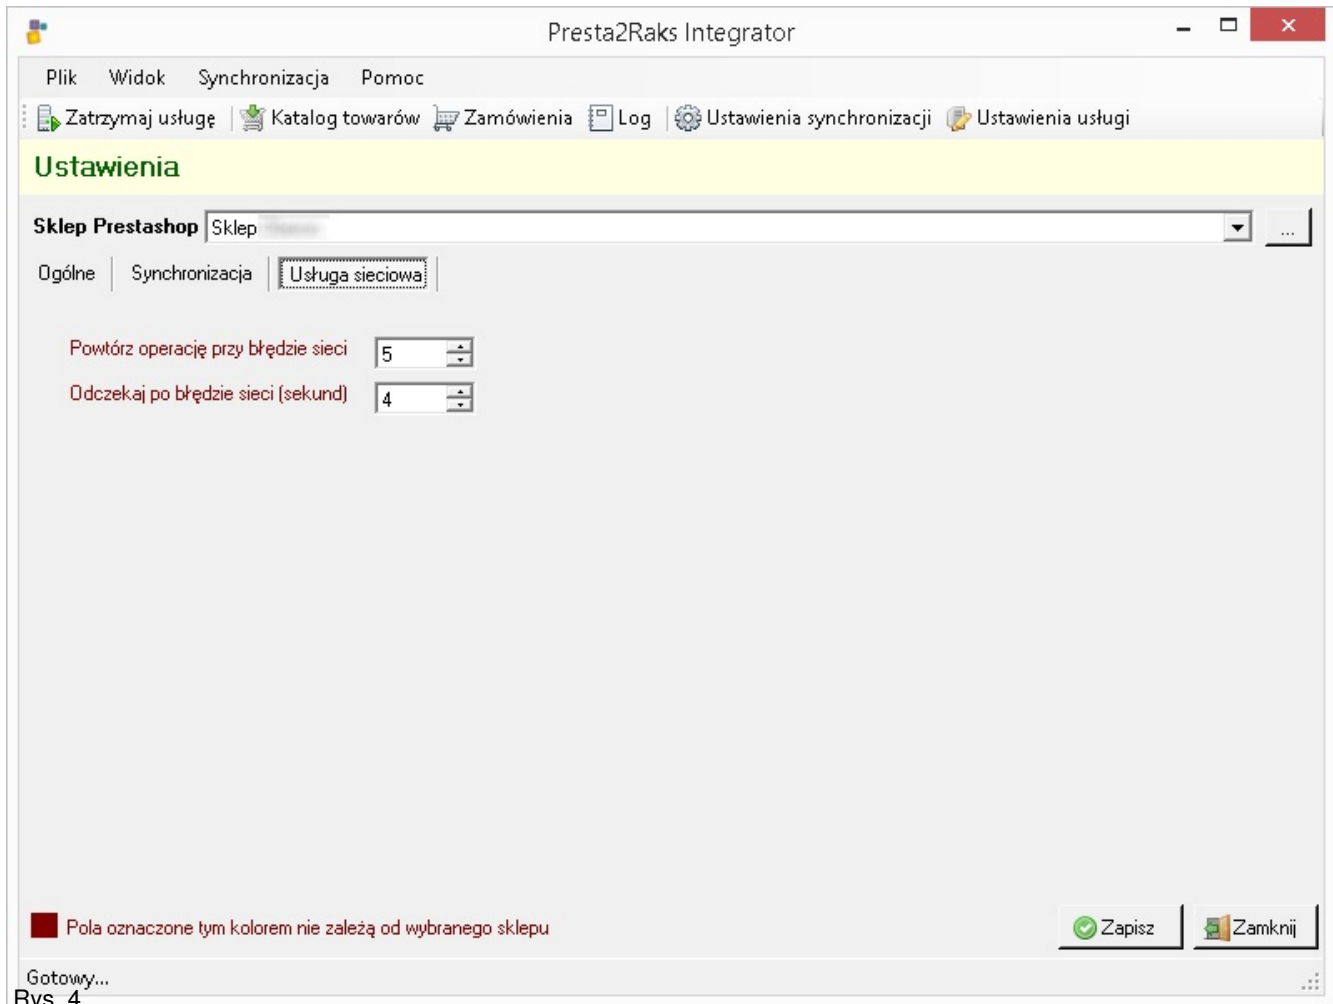 Presta2Raks Integrator
Plik Widok Synchronizacja Pomoc
Zatrzymaj usługę Katalog towarów Zamówienia Log Ustawienia synchronizacji Ustawienia usługi
Ustawienia
Sklep Prestashop Sklep
...
Ogólne Synchronizacja Usługa sieciowa
Powtórz operację przy błędzie sieci 5
Odczekaj po błędzie sieci (sekund) 4
Pola oznaczone tym kolorem nie zależą od wybranego sklepu Zapisz Zamknij
Gotowy...
Rys. 4